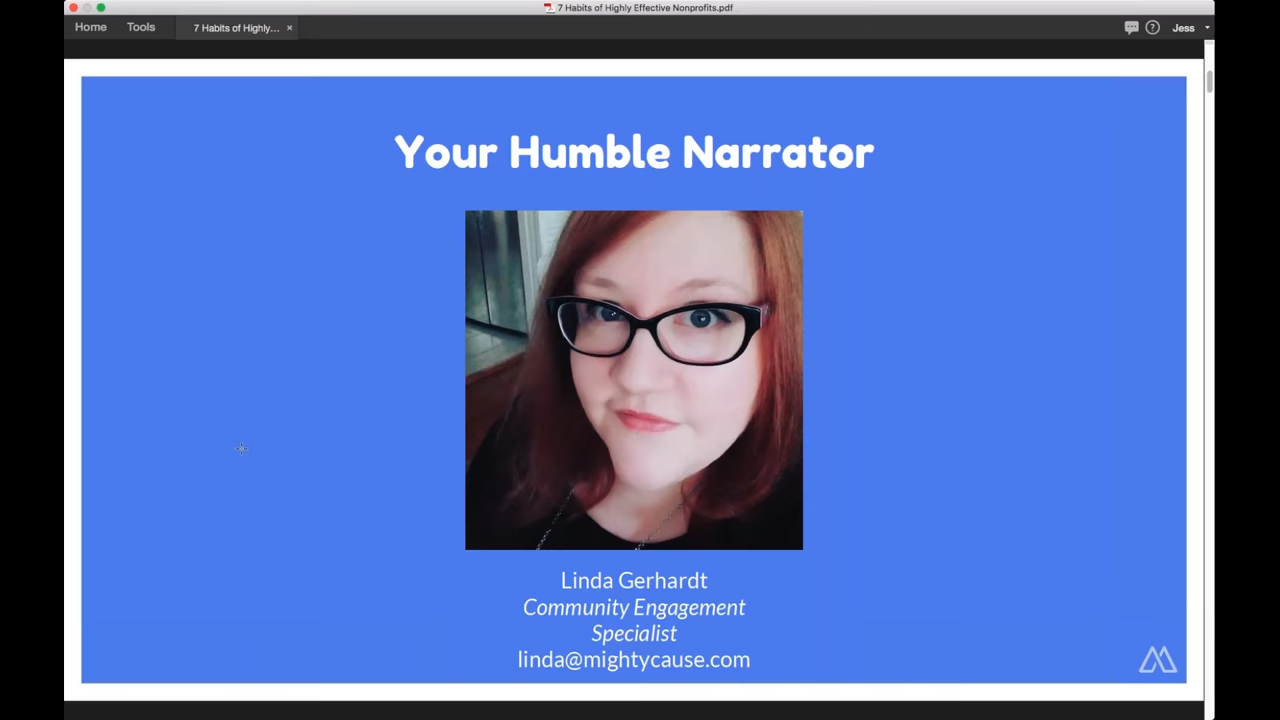 7 Habits of Highly Effective Nonprofits.pdf
Home Tools 7 Habits of Highly... × Jess
Your Humble Narrator
Linda Gerhardt
Community Engagement
Specialist
linda@mightycause.com